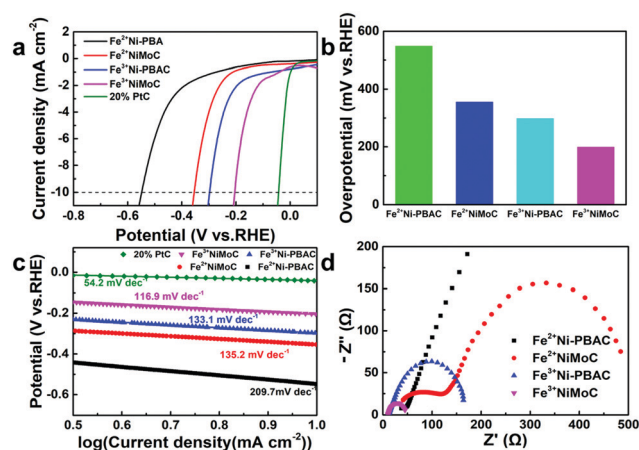 a
Current density (mA cm⁻²)
2
0
-2
-4
-6
-8
-10
-0.8
-0.6
-0.4
-0.2
0.0
Potential (V vs.RHE)
Fe²⁺Ni-PBA
Fe²⁺NiMoC
Fe³⁺Ni-PBAC
Fe³⁺NiMoC
20% PtC
b
Overpotential (mV vs.RHE)
600
400
200
0
Fe²⁺Ni-PBAC
Fe²⁺NiMoC
Fe³⁺Ni-PBAC
Fe³⁺NiMoC
c
Potential (V vs.RHE)
0.0
-0.2
-0.4
-0.6
20% PtC
Fe³⁺NiMoC
Fe³⁺Ni-PBAC
Fe²⁺NiMoC
Fe²⁺Ni-PBAC
54.2 mV dec⁻¹
116.9 mV dec⁻¹
133.1 mV dec⁻¹
135.2 mV dec⁻¹
209.7mV dec⁻¹
0.5
0.6
0.7
0.8
0.9
1.0
log(Current density(mA cm⁻²)
d
-Z'' (Ω)
200
150
100
50
0
0
100
200
300
400
500
Z' (Ω)
Fe²⁺Ni-PBAC
Fe²⁺NiMoC
Fe³⁺Ni-PBAC
Fe³⁺NiMoC